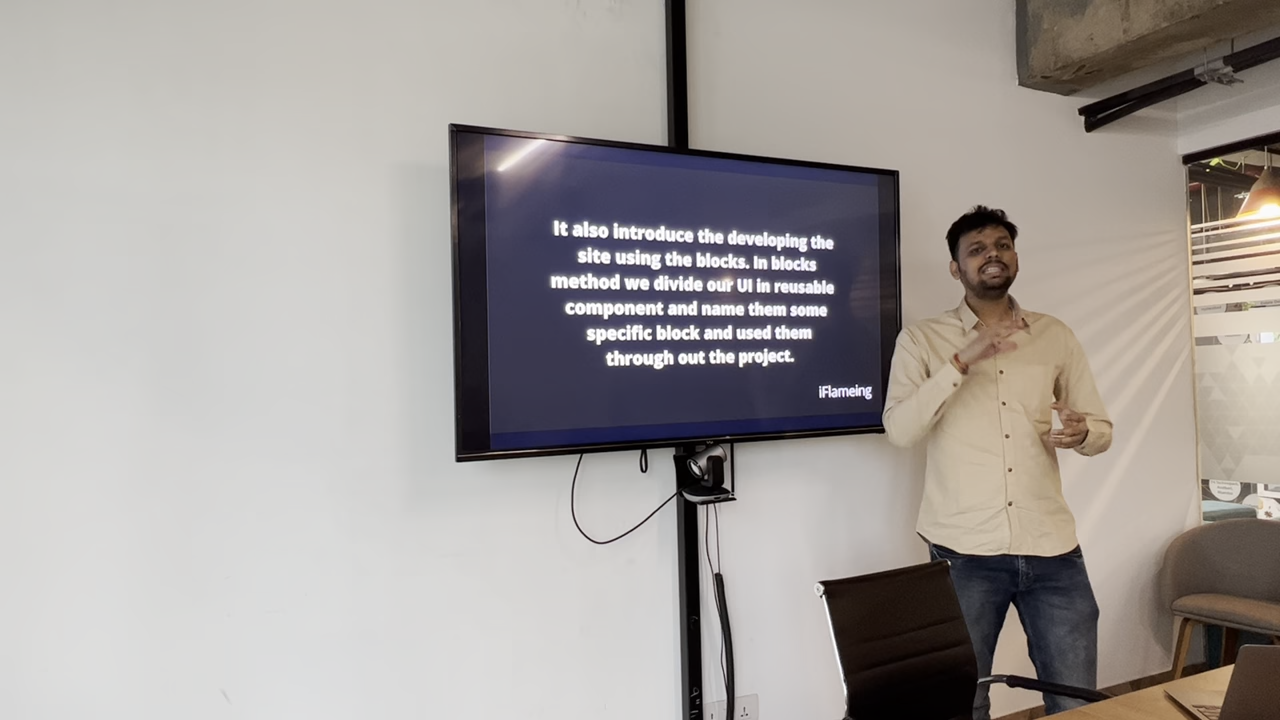 It also introduce the developing the
site using the blocks. In blocks
method we divide our UI in reusable
component and name them some
specific block and used them
through out the project.
iFlameing